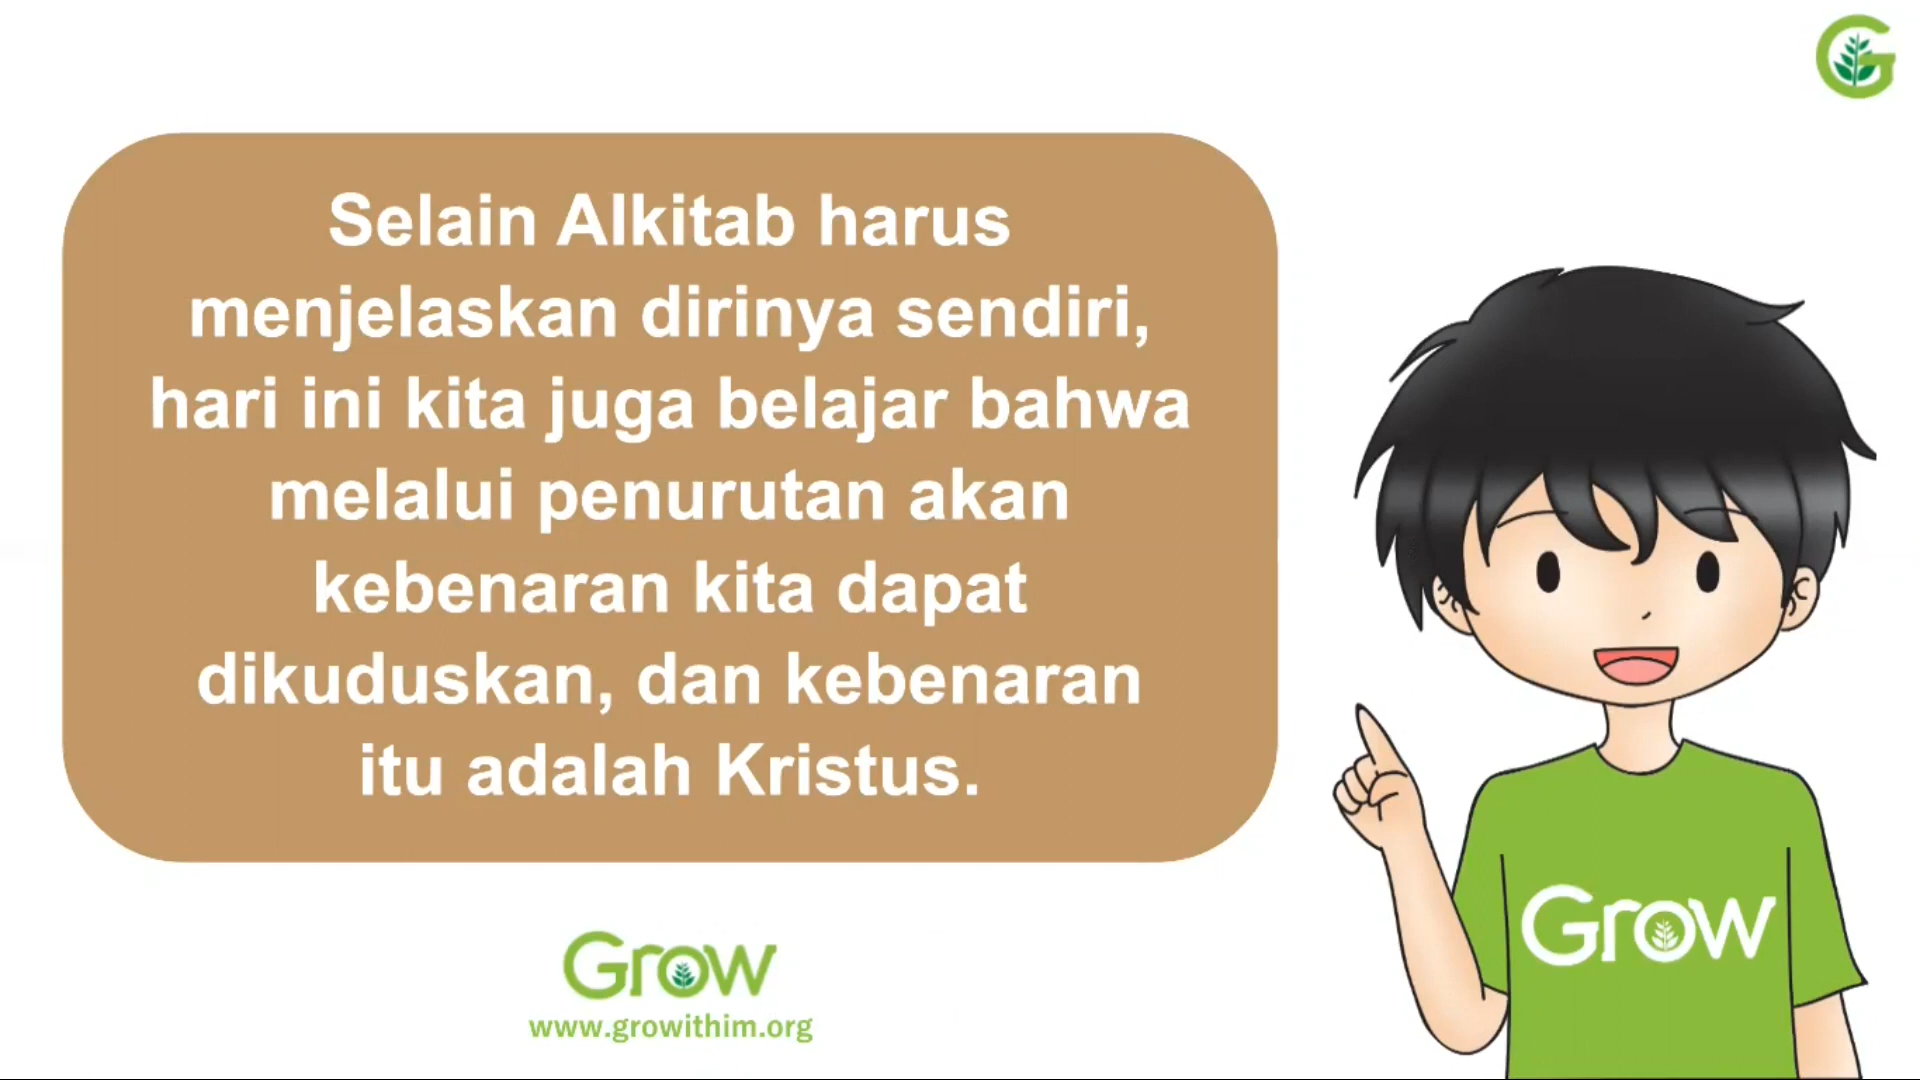 Selain Alkitab harus
menjelaskan dirinya sendiri,
hari ini kita juga belajar bahwa
melalui penurutan akan
kebenaran kita dapat
dikuduskan, dan kebenaran
itu adalah Kristus.
Grow
www.growithim.org
Grow
G